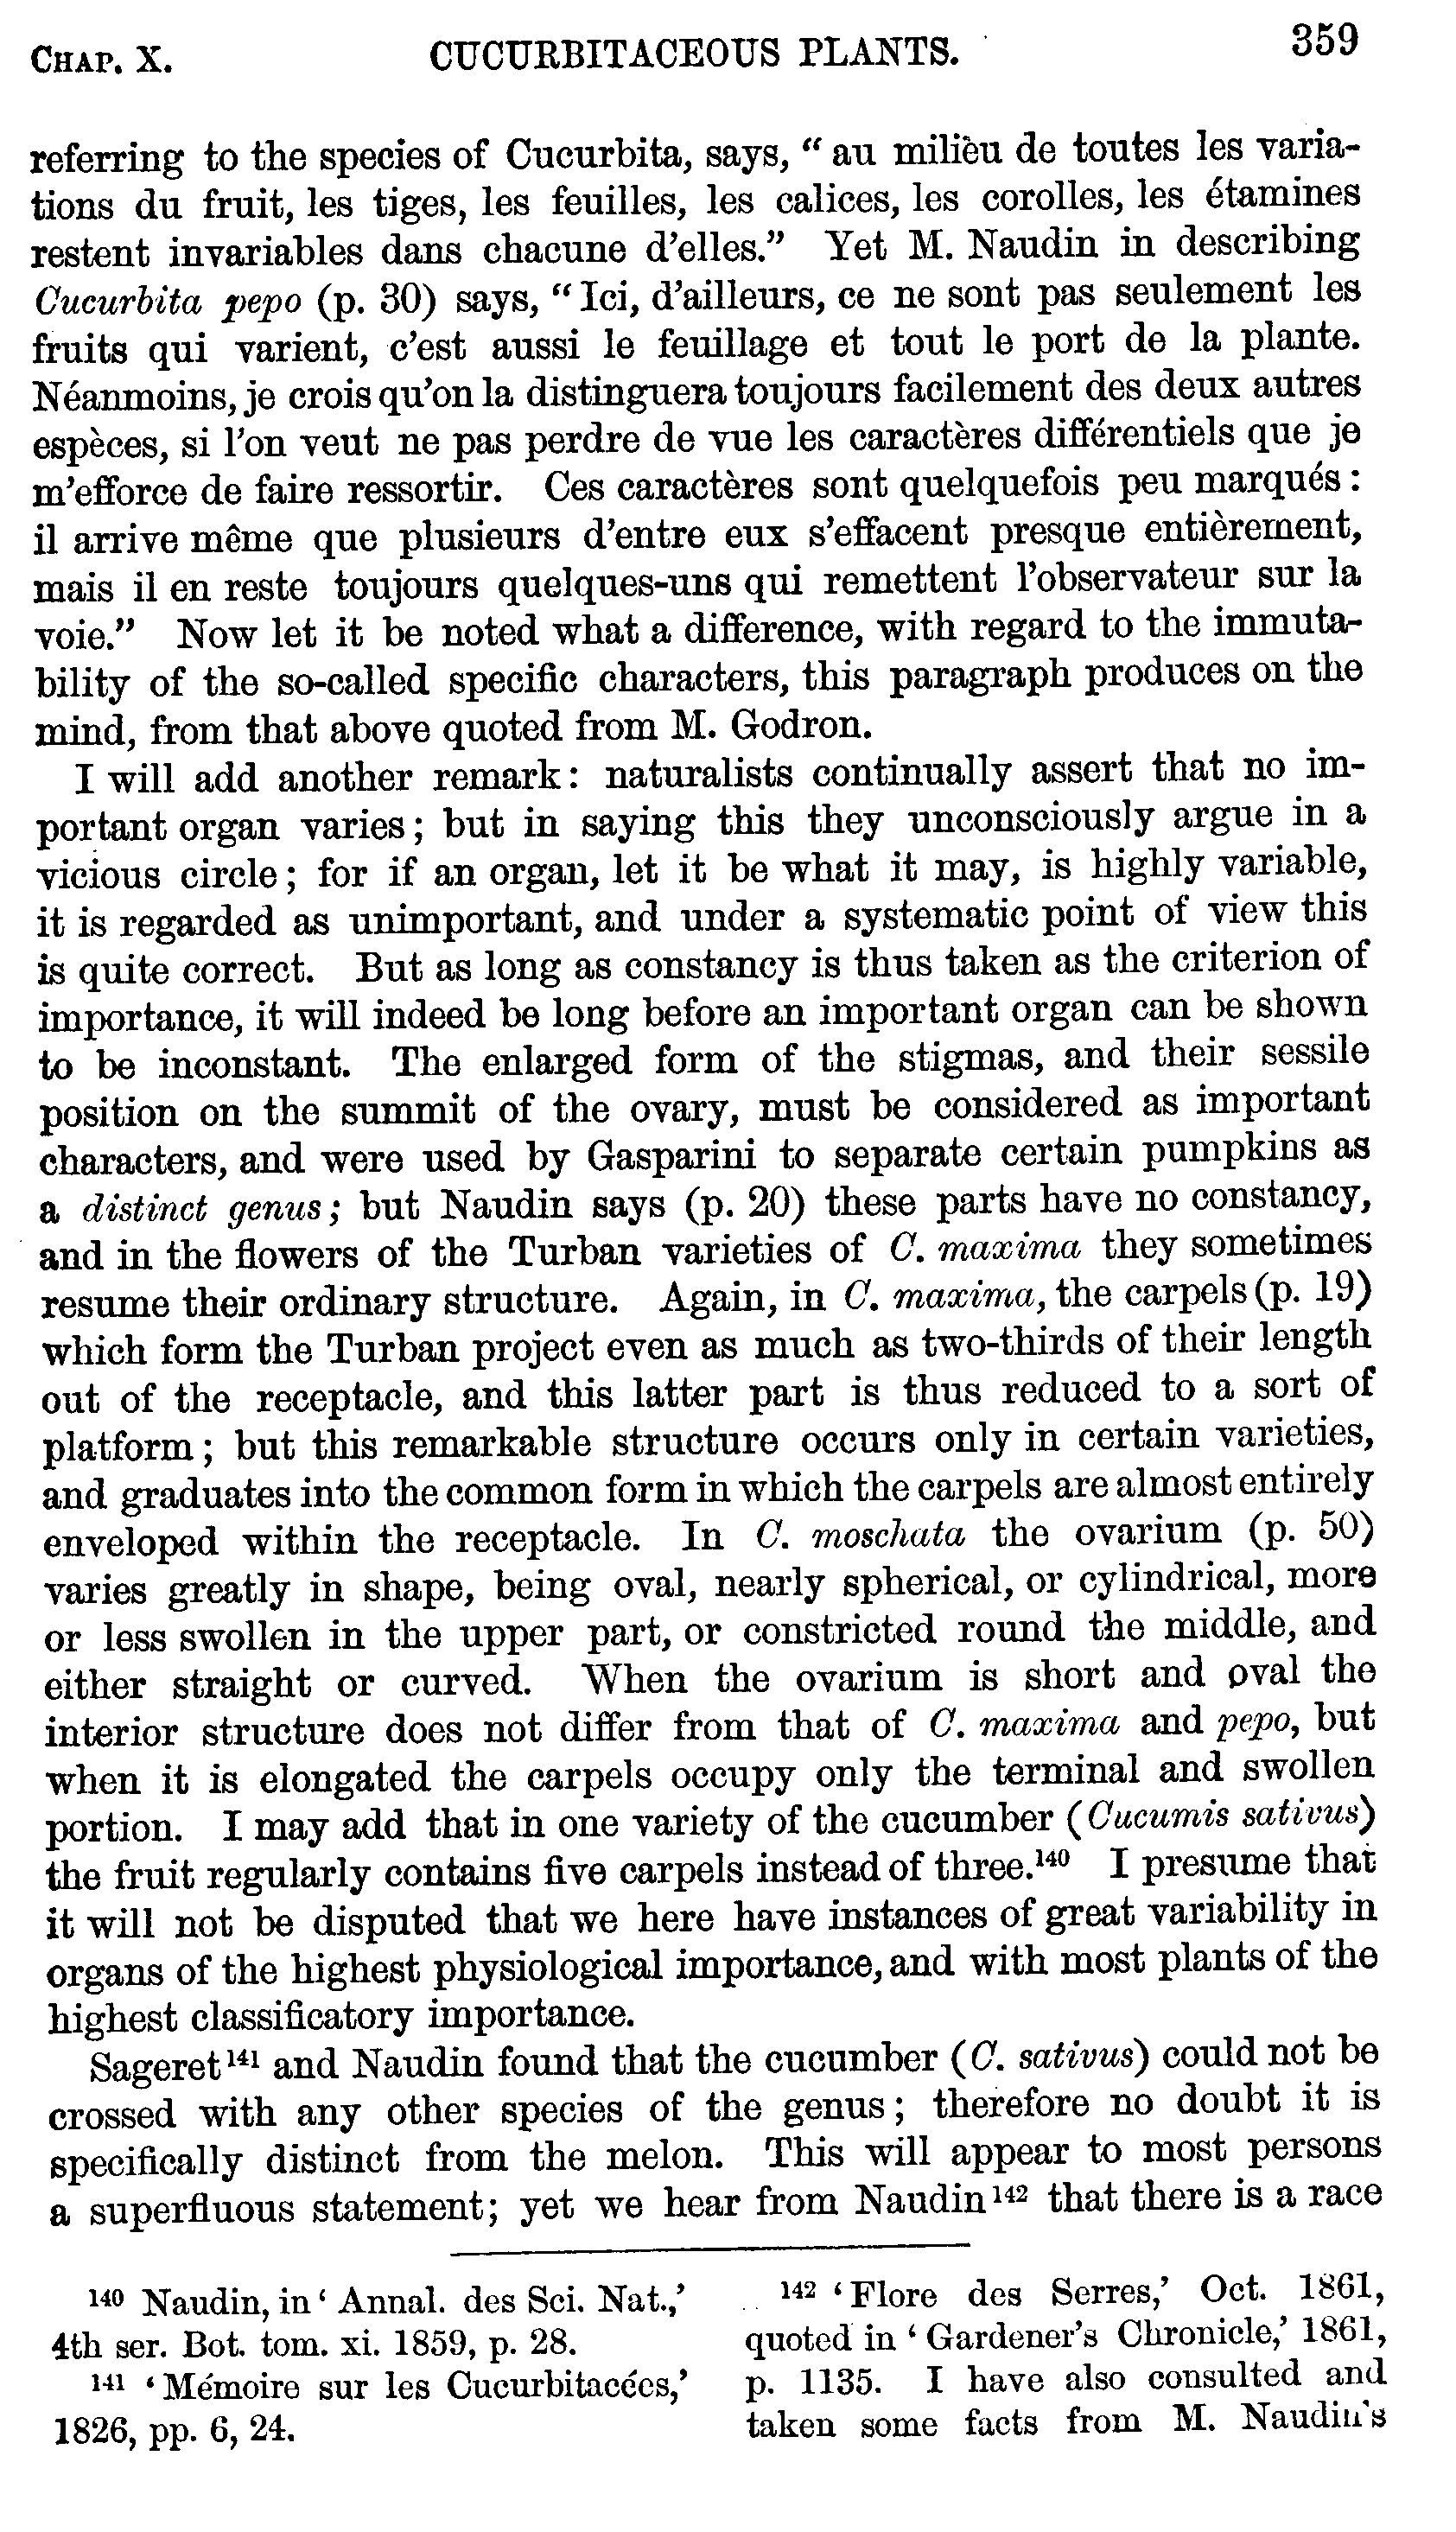 CHAP. X. CUCURBITACEOUS PLANTS. 359
referring to the species of Cucurbita, says, “ au milieu de toutes les varia-
tions du fruit, les tiges, les feuilles, les calices, les corolles, les étamines
restent invariables dans chacune d’elles.” Yet M. Naudin in describing
Cucurbita pepo (p. 30) says, “ Ici, d’ailleurs, ce ne sont pas seulement les
fruits qui varient, c’est aussi le feuillage et tout le port de la plante.
Néanmoins, je crois qu’on la distinguera toujours facilement des deux autres
espèces, si l’on veut ne pas perdre de vue les caractères différentiels que je
m’efforce de faire ressortir. Ces caractères sont quelquefois peu marqués :
il arrive même que plusieurs d’entre eux s’effacent presque entièrement,
mais il en reste toujours quelques-uns qui remettent l’observateur sur la
voie.” Now let it be noted what a difference, with regard to the immuta-
bility of the so-called specific characters, this paragraph produces on the
mind, from that above quoted from M. Godron.
I will add another remark: naturalists continually assert that no im-
portant organ varies; but in saying this they unconsciously argue in a
vicious circle; for if an organ, let it be what it may, is highly variable,
it is regarded as unimportant, and under a systematic point of view this
is quite correct. But as long as constancy is thus taken as the criterion of
importance, it will indeed be long before an important organ can be shown
to be inconstant. The enlarged form of the stigmas, and their sessile
position on the summit of the ovary, must be considered as important
characters, and were used by Gasparini to separate certain pumpkins as
a distinct genus; but Naudin says (p. 20) these parts have no constancy,
and in the flowers of the Turban varieties of C. maxima they sometimes
resume their ordinary structure. Again, in C. maxima, the carpels (p. 19)
which form the Turban project even as much as two-thirds of their length
out of the receptacle, and this latter part is thus reduced to a sort of
platform; but this remarkable structure occurs only in certain varieties,
and graduates into the common form in which the carpels are almost entirely
enveloped within the receptacle. In C. moschata the ovarium (p. 50)
varies greatly in shape, being oval, nearly spherical, or cylindrical, more
or less swollen in the upper part, or constricted round the middle, and
either straight or curved. When the ovarium is short and oval the
interior structure does not differ from that of C. maxima and pepo, but
when it is elongated the carpels occupy only the terminal and swollen
portion. I may add that in one variety of the cucumber (Cucumis sativus)
the fruit regularly contains five carpels instead of three.¹⁴⁰ I presume that
it will not be disputed that we here have instances of great variability in
organs of the highest physiological importance, and with most plants of the
highest classificatory importance.
Sageret¹⁴¹ and Naudin found that the cucumber (C. sativus) could not be
crossed with any other species of the genus; therefore no doubt it is
specifically distinct from the melon. This will appear to most persons
a superfluous statement; yet we hear from Naudin¹⁴² that there is a race
¹⁴⁰ Naudin, in ‘ Annal. des Sci. Nat.,’
4th ser. Bot. tom. xi. 1859, p. 28.
¹⁴¹ ‘ Mémoire sur les Cucurbitacées,’
1826, pp. 6, 24.
¹⁴² ‘ Flore des Serres,’ Oct. 1861,
quoted in ‘ Gardener’s Chronicle,’ 1861,
p. 1135. I have also consulted and
taken some facts from M. Naudin’s